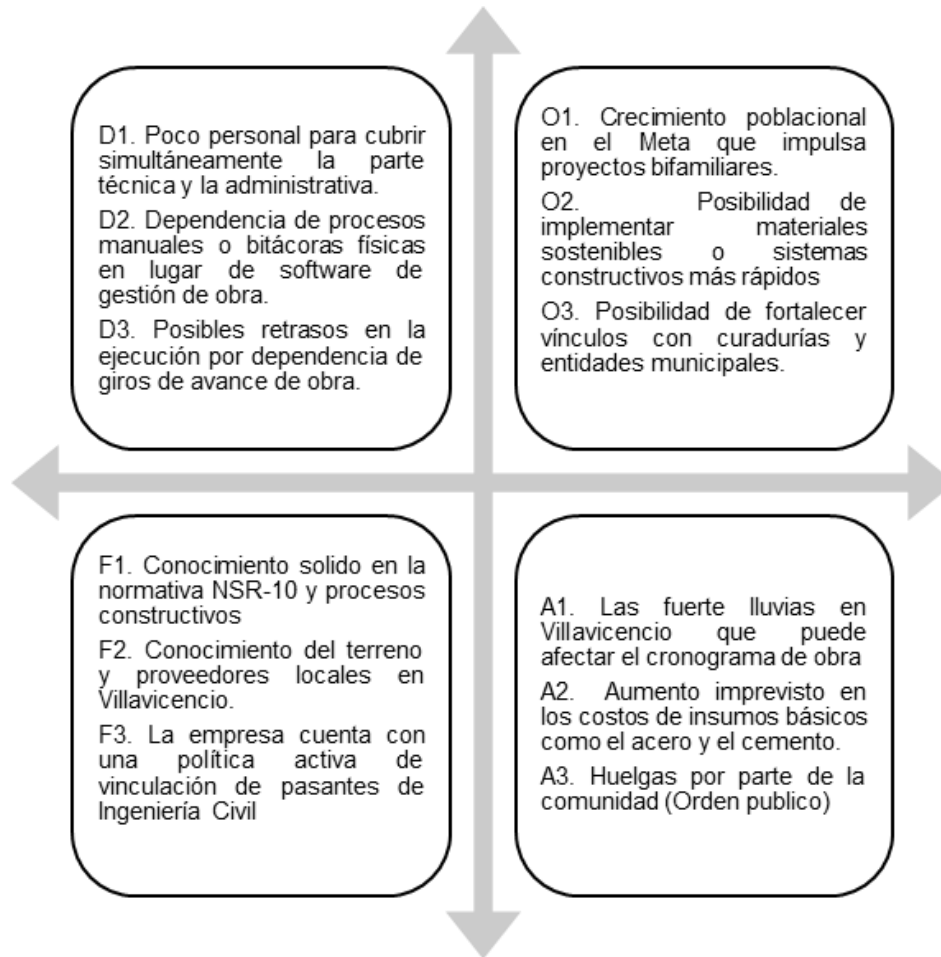 D1. Poco personal para cubrir
simultáneamente la parte
técnica y la administrativa.
D2. Dependencia de procesos
manuales o bitácoras físicas
en lugar de software de
gestión de obra.
D3. Posibles retrasos en la
ejecución por dependencia de
giros de avance de obra.
O1. Crecimiento poblacional
en el Meta que impulsa
proyectos bifamiliares.
O2. Posibilidad de
implementar materiales
sostenibles o sistemas
constructivos más rápidos
O3. Posibilidad de fortalecer
vínculos con curadurías y
entidades municipales.
F1. Conocimiento solido en la
normativa NSR-10 y procesos
constructivos
F2. Conocimiento del terreno
y proveedores locales en
Villavicencio.
F3. La empresa cuenta con
una política activa de
vinculación de pasantes de
Ingeniería Civil
A1. Las fuerte lluvias en
Villavicencio que puede
afectar el cronograma de obra
A2. Aumento imprevisto en
los costos de insumos básicos
como el acero y el cemento.
A3. Huelgas por parte de la
comunidad (Orden publico)